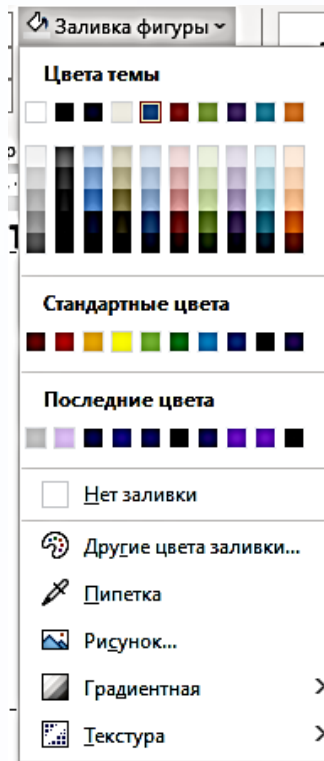 Заливка фигуры
Цвета темы
Стандартные цвета
Последние цвета
Нет заливки
Другие цвета заливки...
Пипетка
Рисунок...
Градиентная
Текстура